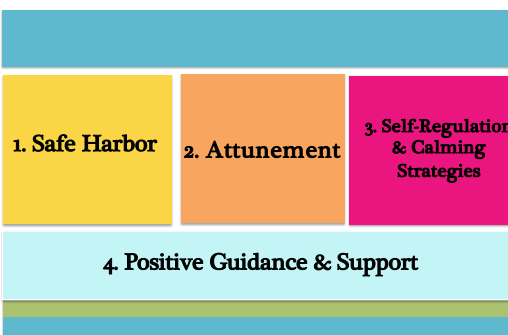 1. Safe Harbor
2. Attunement
3. Self-Regulation
& Calming
Strategies
4. Positive Guidance & Support